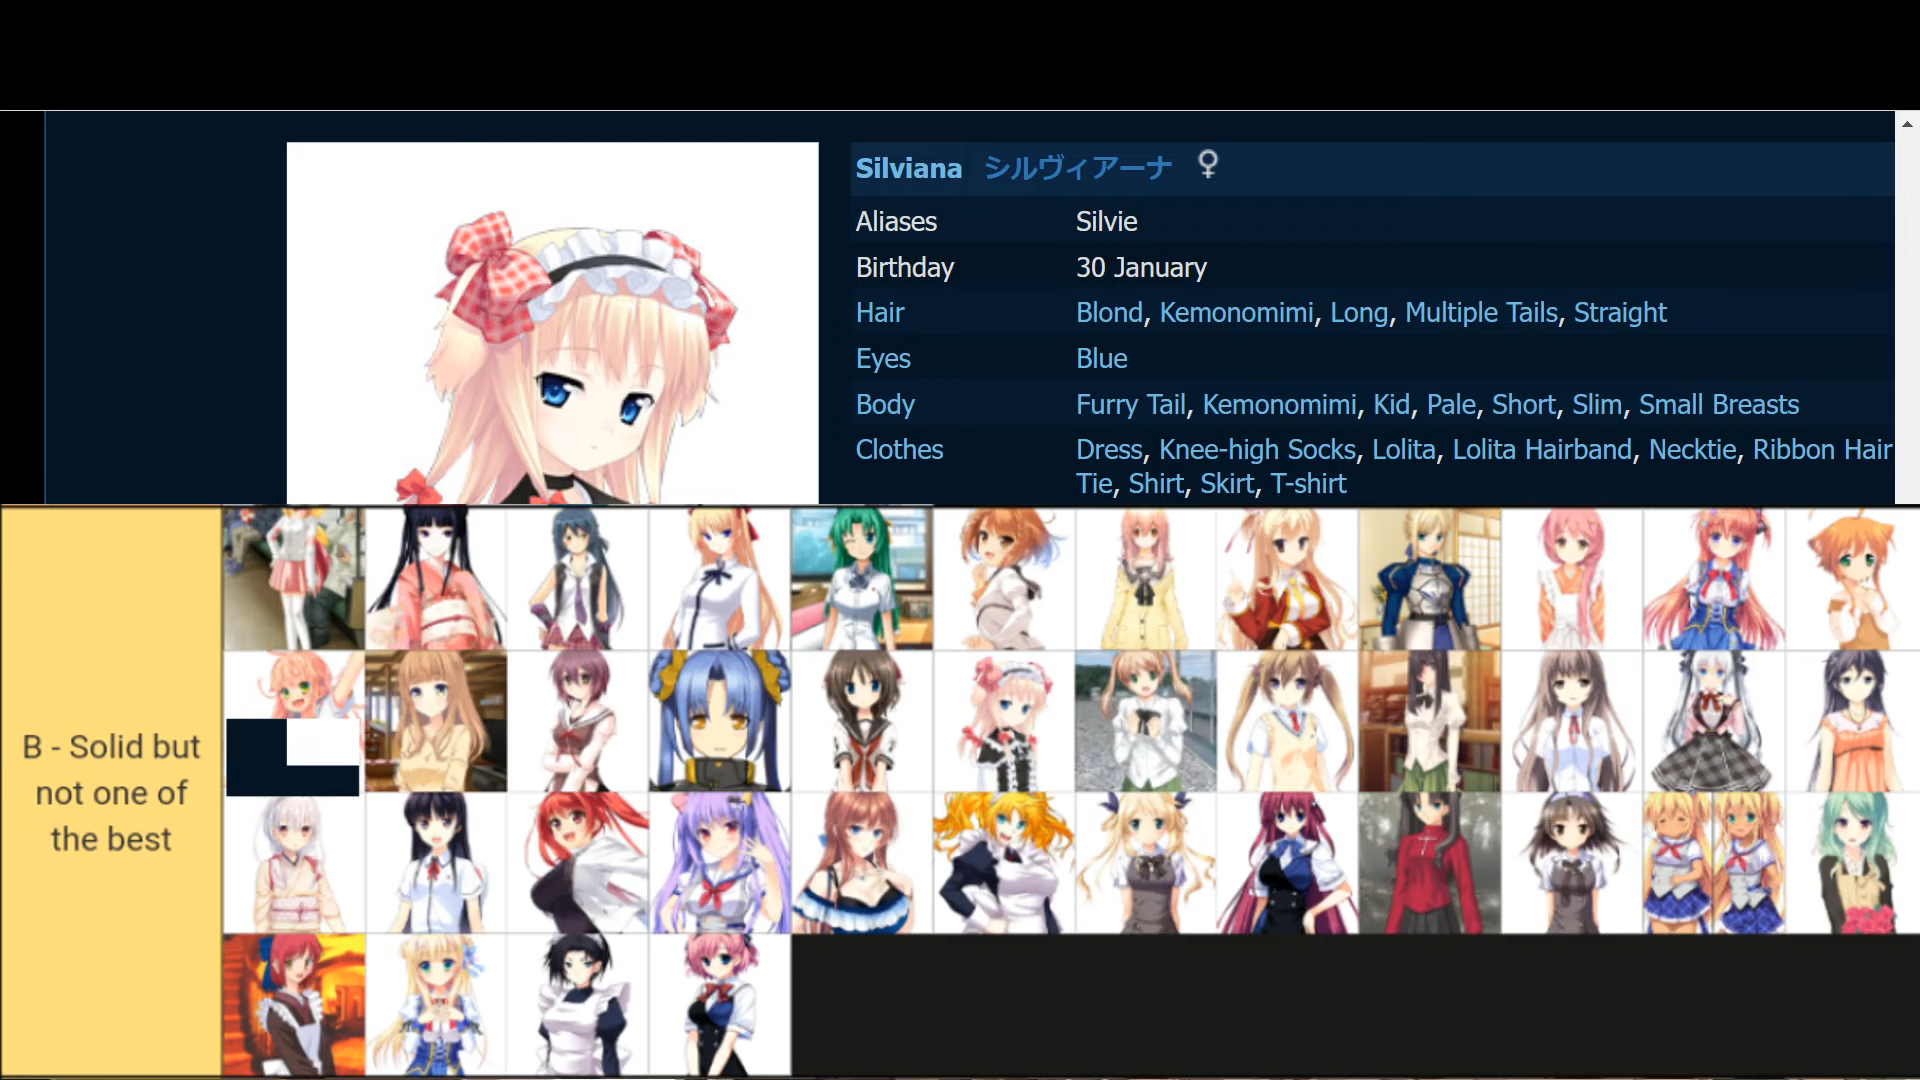 Silviana シルヴィアーナ ♀
Aliases Silvie
Birthday 30 January
Hair Blond, Kemonomimi, Long, Multiple Tails, Straight
Eyes Blue
Body Furry Tail, Kemonomimi, Kid, Pale, Short, Slim, Small Breasts
Clothes Dress, Knee-high Socks, Lolita, Lolita Hairband, Necktie, Ribbon Hair
Tie, Shirt, Skirt, T-shirt
B - Solid but
not one of
the best